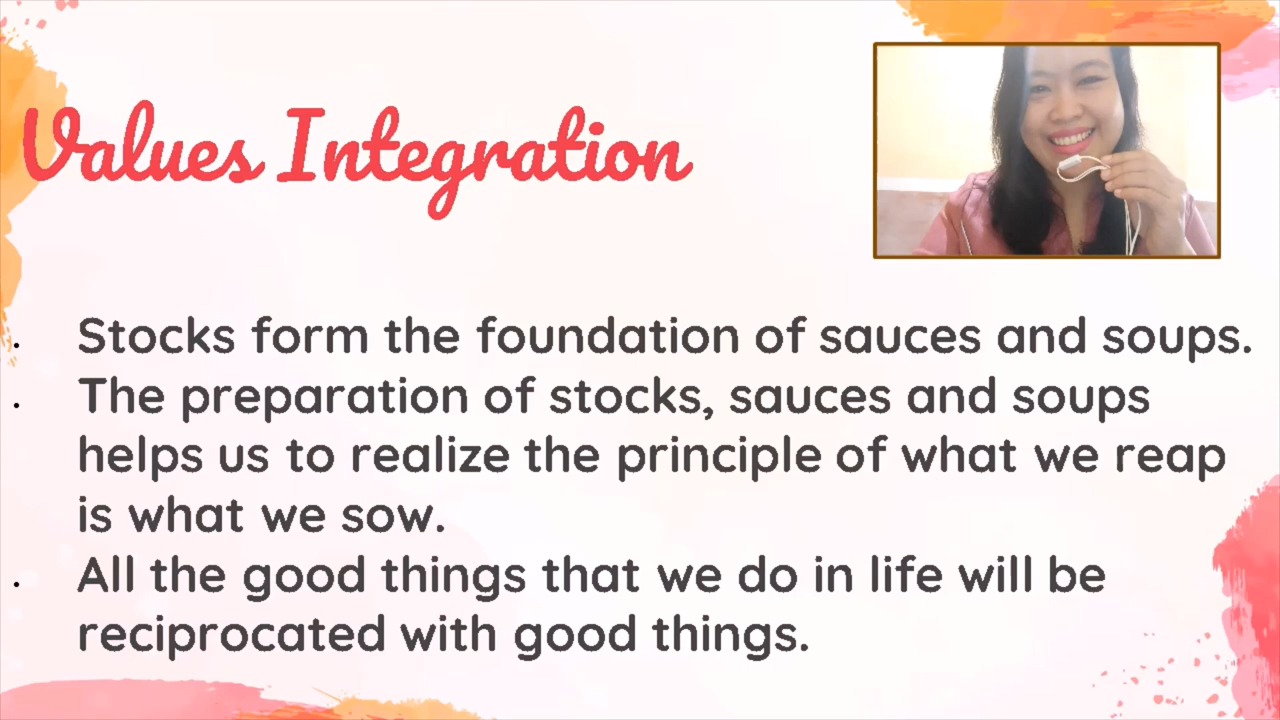 Values Integration
Stocks form the foundation of sauces and soups.
The preparation of stocks, sauces and soups
helps us to realize the principle of what we reap
is what we sow.
All the good things that we do in life will be
reciprocated with good things.